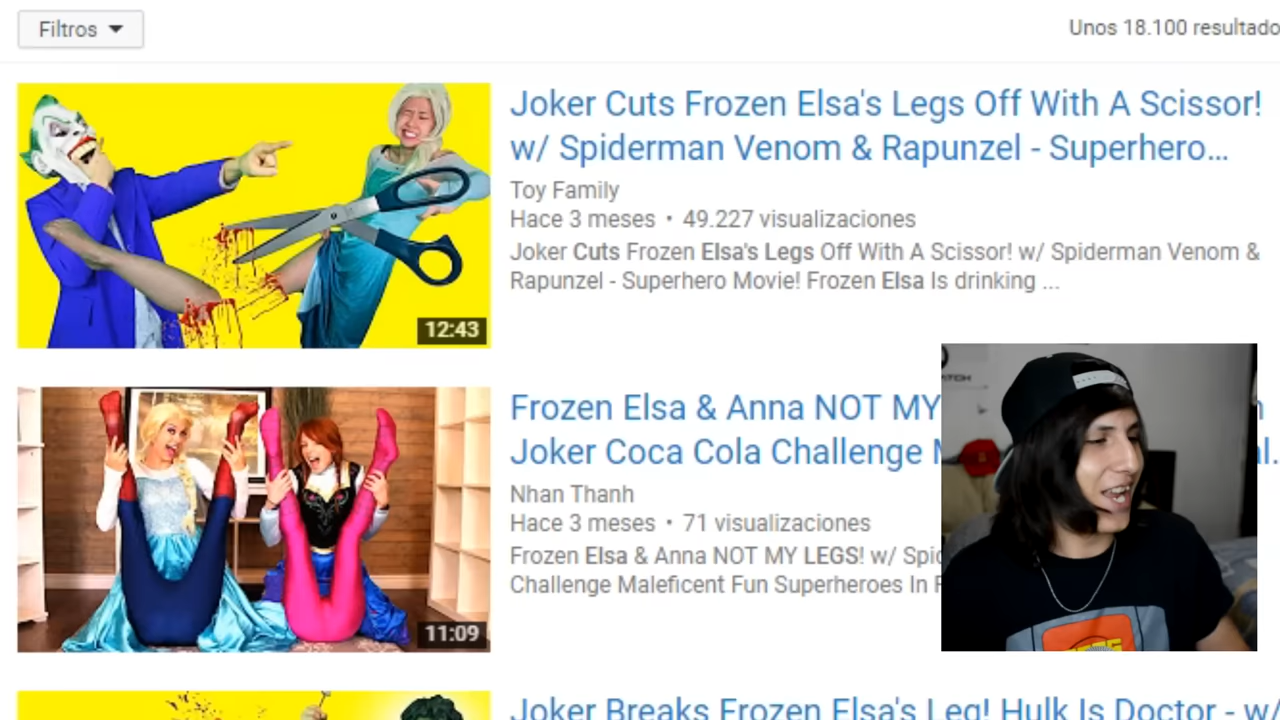 Filtros
Unos 18.100 resultado
Joker Cuts Frozen Elsa's Legs Off With A Scissor!
w/ Spiderman Venom & Rapunzel - Superhero...
Toy Family
Hace 3 meses • 49.227 visualizaciones
Joker Cuts Frozen Elsa's Legs Off With A Scissor! w/ Spiderman Venom &
Rapunzel - Superhero Movie! Frozen Elsa Is drinking ...
12:43
Frozen Elsa & Anna NOT MY
Joker Coca Cola Challenge
Nhan Thanh
Hace 3 meses • 71 visualizaciones
Frozen Elsa & Anna NOT MY LEGS! w/
Challenge Maleficent Fun Superheroes In
11:09
Joker Breaks Frozen Elsa's Leg! Hulk Is Doctor - w/